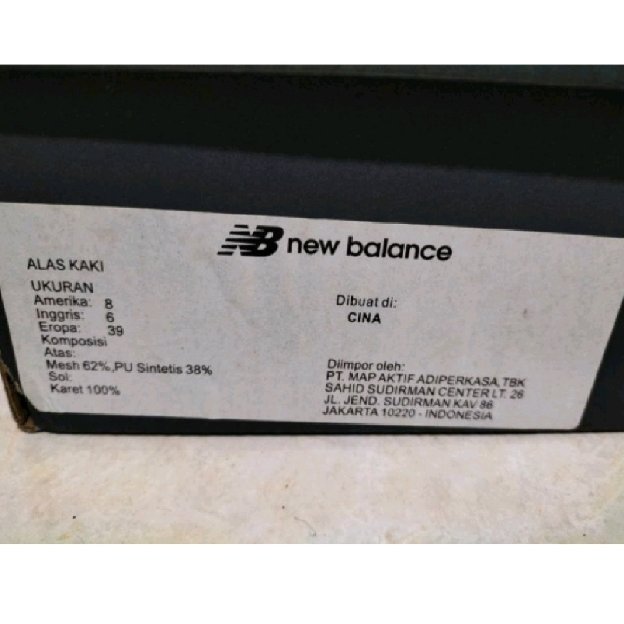 NB new balance
ALAS KAKI
UKURAN
Amerika: 8
Inggris: 6
Eropa: 39
Komposisi
Atas:
Mesh 62%,PU Sintetis 38%
Sol:
Karet 100%
Dibuat di:
CINA
Diimpor oleh:
PT. MAP AKTIF ADIPERKASA,TBK
SAHID SUDIRMAN CENTER LT. 26
JL. JEND. SUDIRMAN KAV 86
JAKARTA 10220 - INDONESIA